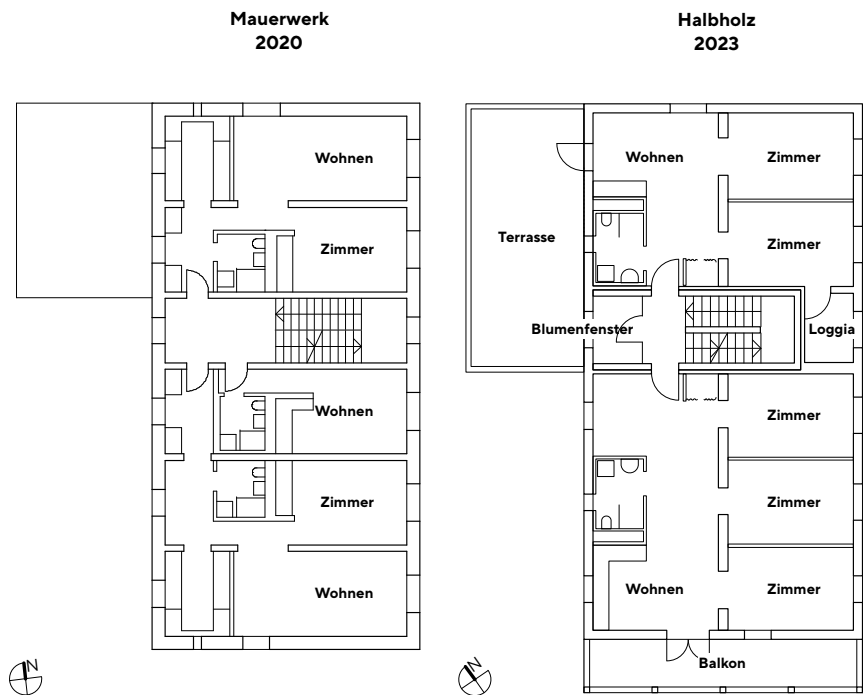 Mauerwerk
2020
Halbholz
2023
Wohnen
Zimmer
Wohnen
Zimmer
Wohnen
N
Wohnen
Zimmer
Terrasse
Zimmer
Blumenfenster
Loggia
Zimmer
Zimmer
Wohnen
Zimmer
Balkon
N